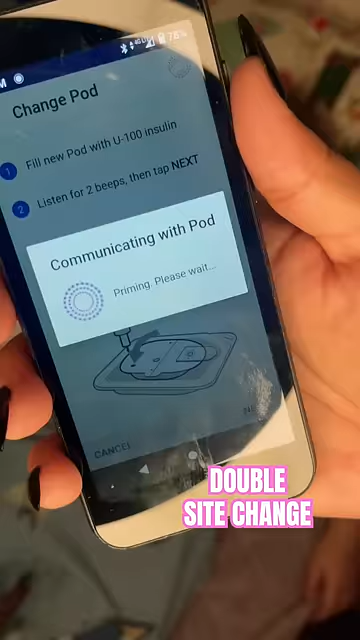 M
78%
Change Pod
1 Fill new Pod with U-100 insulin
2 Listen for 2 beeps, then tap NEXT
Communicating with Pod
Priming. Please wait...
CANCEL
DOUBLE
SITE CHANGE